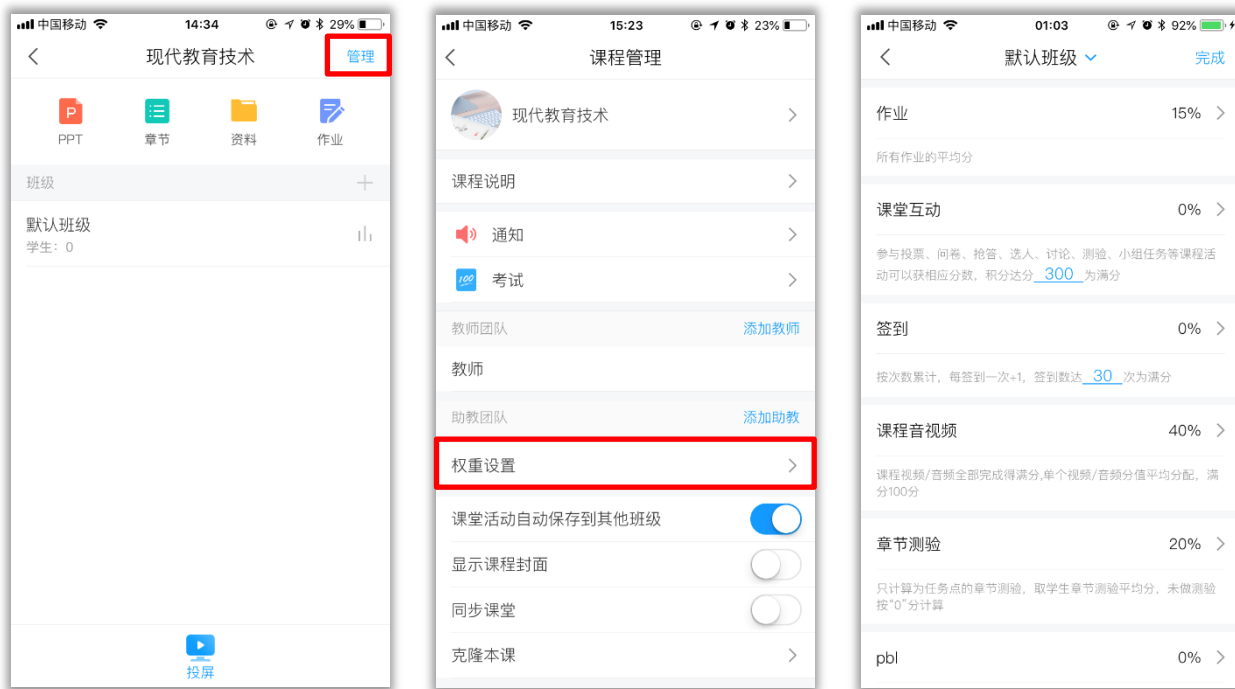 中国移动 14:34 29%
现代教育技术 管理
P
PPT 章节 资料 作业
班级
默认班级
学生：0
投屏
中国移动 15:23 23%
课程管理
现代教育技术
课程说明
通知
100 考试
教师团队 添加教师
教师
助教团队 添加助教
权重设置
课堂活动自动保存到其他班级
显示课程封面
同步课堂
克隆本课
中国移动 01:03 92%
默认班级 完成
作业 15%
所有作业的平均分
课堂互动 0%
参与投票、问卷、抢答、选人、讨论、测验、小组任务等课程活
动可以获相应分数，积分达分 300 为满分
签到 0%
按次数累计，每签到一次+1，签到数达 30 次为满分
课程音视频 40%
课程视频/音频全部完成得满分,单个视频/音频分值平均分配，满
分100分
章节测验 20%
只计算为任务点的章节测验，取学生章节测验平均分，未做测验
按“0”分计算
pbl 0%